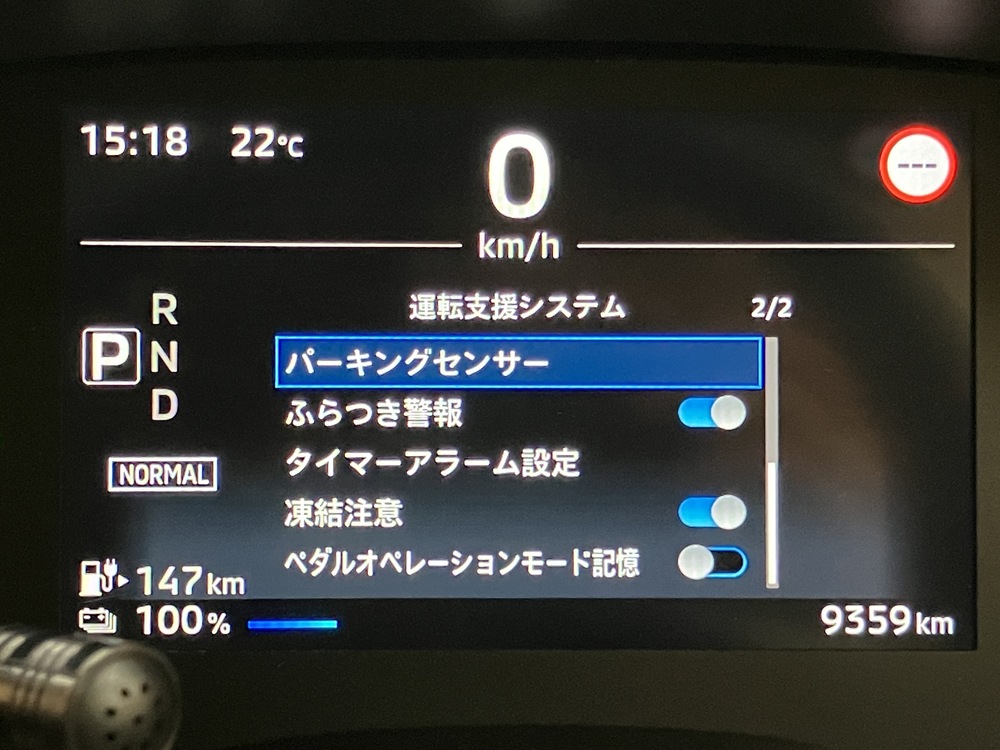 15:18 22℃
0
---
km/h
運転支援システム 2/2
R
P N
D
パーキングセンサー
ふらつき警報
タイマーアラーム設定
NORMAL
凍結注意
ペダルオペレーションモード記憶
147km
100%
9359km